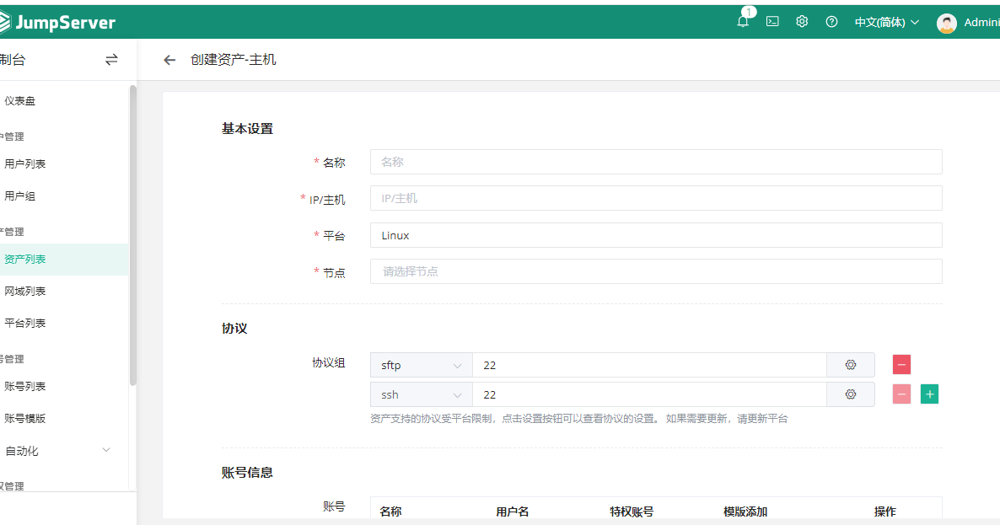 JumpServer
1
中文(简体)
Admini
制台
创建资产-主机
仪表盘
户管理
用户列表
用户组
产管理
资产列表
网域列表
平台列表
号管理
账号列表
账号模版
自动化
权管理
基本设置
* 名称
名称
* IP/主机
IP/主机
* 平台
Linux
* 节点
请选择节点
协议
协议组
sftp 22
ssh 22
资产支持的协议受平台限制，点击设置按钮可以查看协议的设置。 如果需要更新，请更新平台
账号信息
账号
名称 用户名 特权账号 模版添加 操作